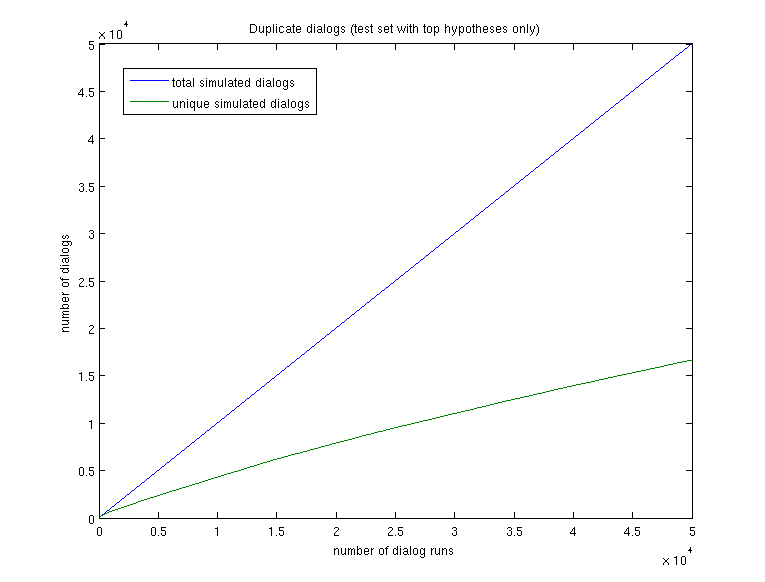 Duplicate dialogs (test set with top hypotheses only)
× 10^4
5
4.5
4
3.5
3
2.5
2
1.5
1
0.5
0
total simulated dialogs
unique simulated dialogs
number of dialogs
0 0.5 1 1.5 2 2.5 3 3.5 4 4.5 5
number of dialog runs
× 10^4